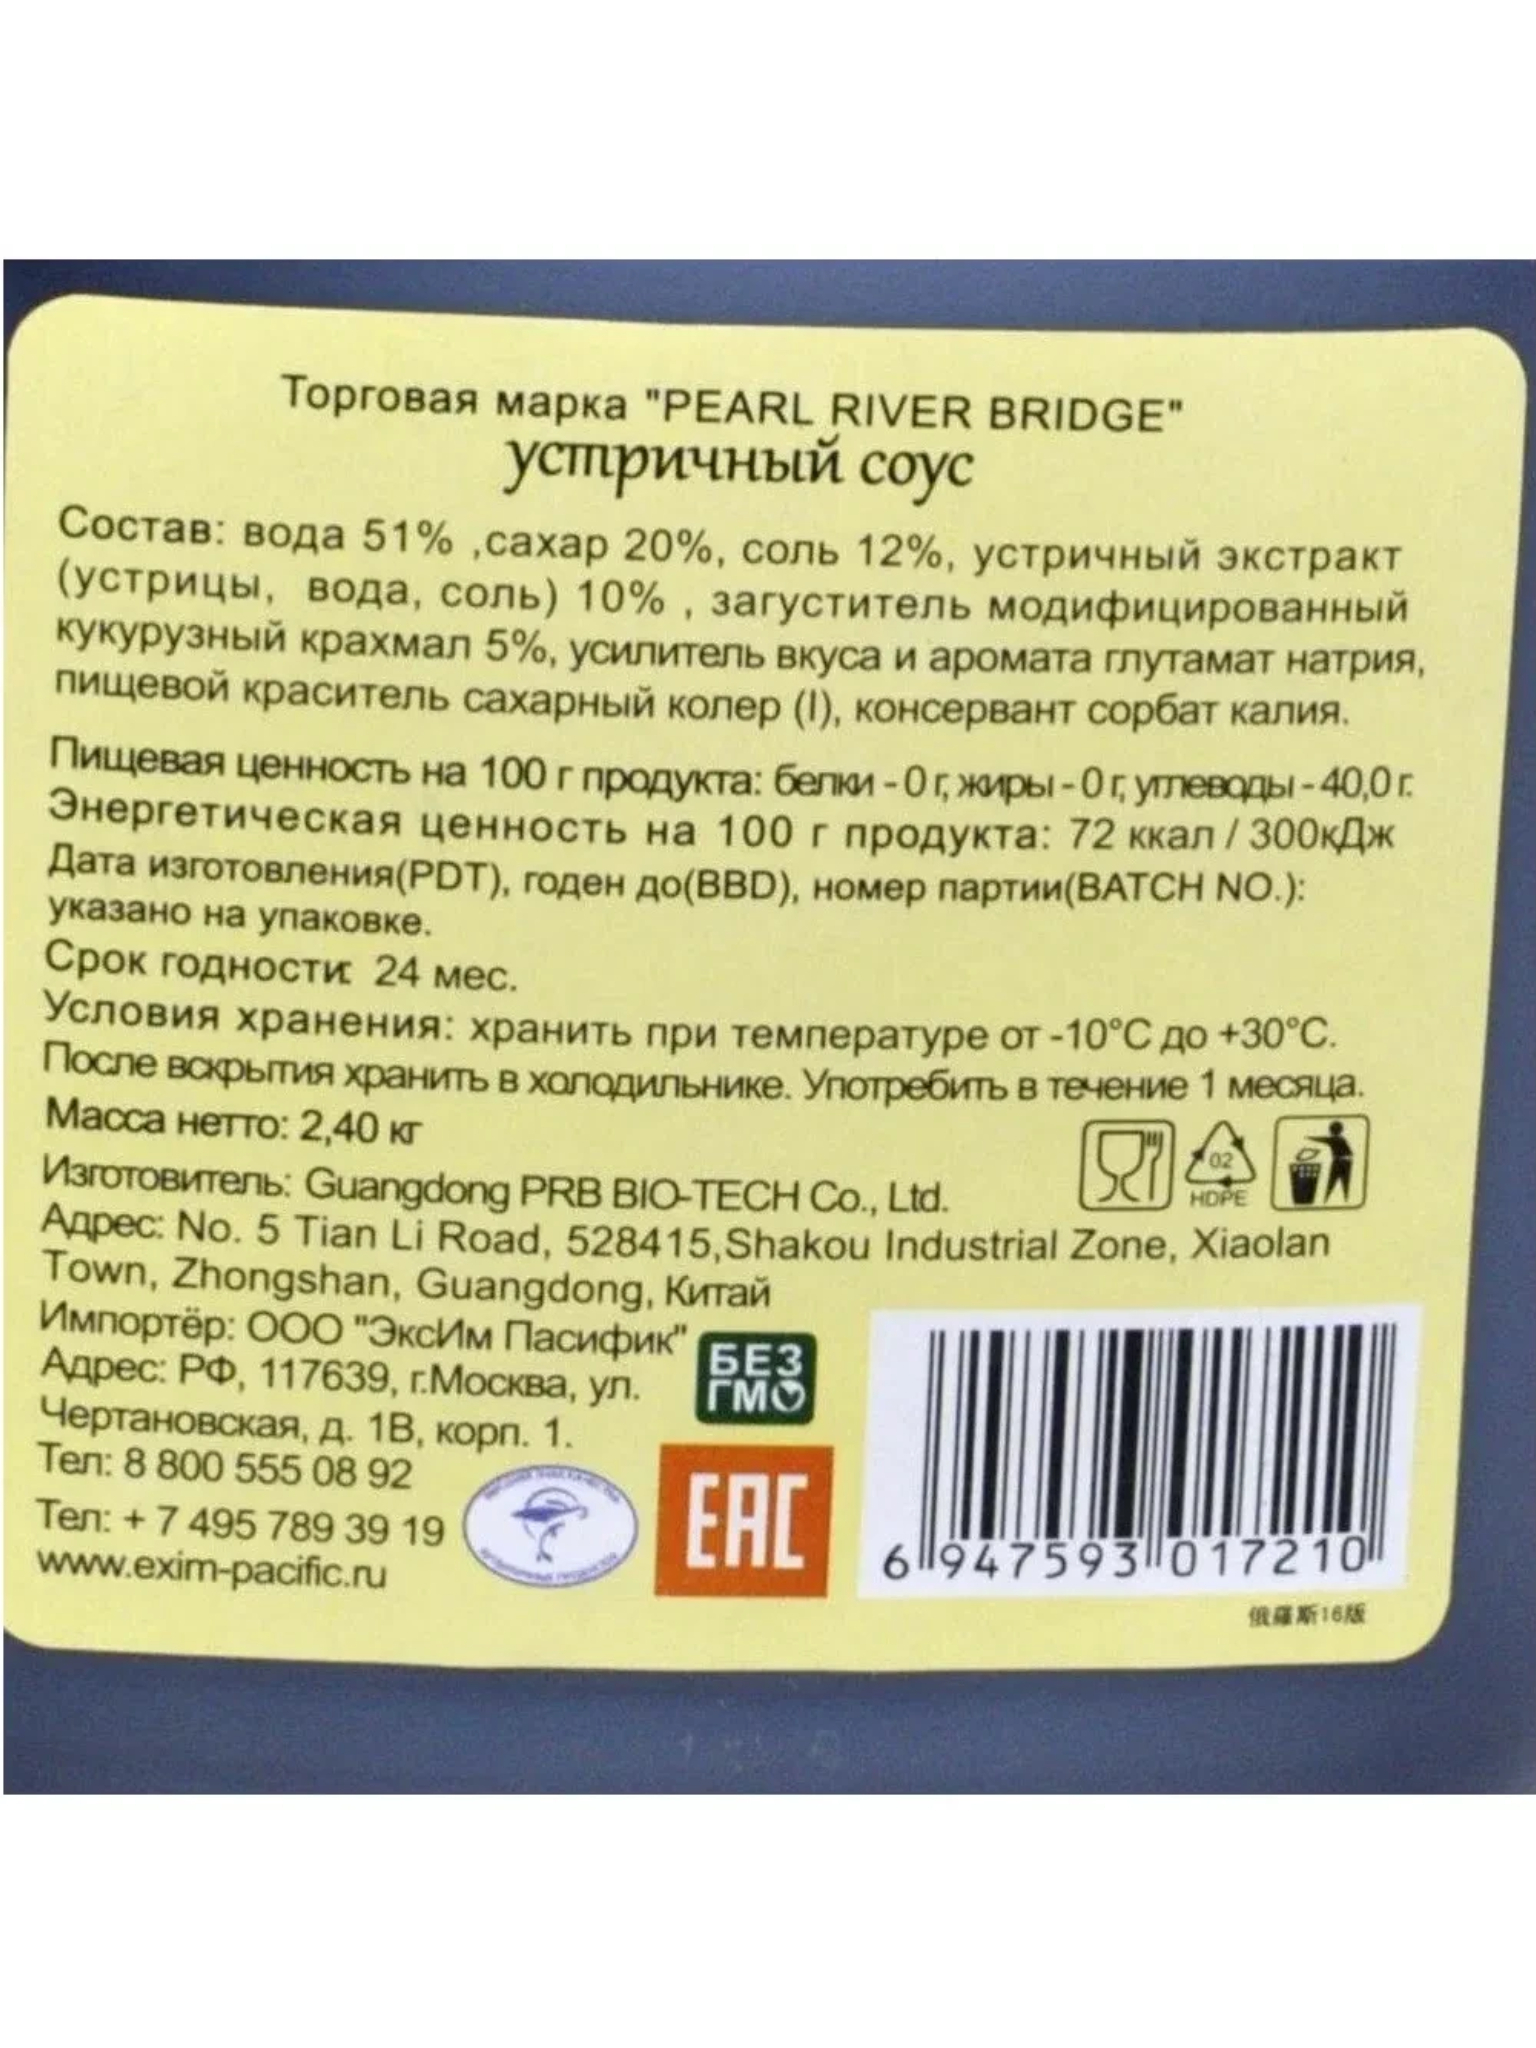 Торговая марка "PEARL RIVER BRIDGE"
устричный соус
Состав: вода 51% ,сахар 20%, соль 12%, устричный экстракт
(устрицы, вода, соль) 10% , загуститель модифицированный
кукурузный крахмал 5%, усилитель вкуса и аромата глутамат натрия,
пищевой краситель сахарный колер (I), консервант сорбат калия.
Пищевая ценность на 100 г продукта: белки - 0 г, жиры - 0 г, углеводы - 40,0 г.
Энергетическая ценность на 100 г продукта: 72 ккал / 300кДж
Дата изготовления(PDT), годен до(BBD), номер партии(BATCH NO.):
указано на упаковке.
Срок годности: 24 мес.
Условия хранения: хранить при температуре от -10°C до +30°C.
После вскрытия хранить в холодильнике. Употребить в течение 1 месяца.
Масса нетто: 2,40 кг
02
HDPE
Изготовитель: Guangdong PRB BIO-TECH Co., Ltd.
Адрес: No. 5 Tian Li Road, 528415,Shakou Industrial Zone, Xiaolan
Town, Zhongshan, Guangdong, Китай
Импортёр: ООО "ЭксИм Пасифик"
Адрес: РФ, 117639, г.Москва, ул.
Чертановская, д. 1В, корп. 1.
Тел: 8 800 555 08 92
Тел: + 7 495 789 39 19
www.exim-pacific.ru
БЕЗ
ГМО
EAC
6 947593 017210
俄羅斯16版